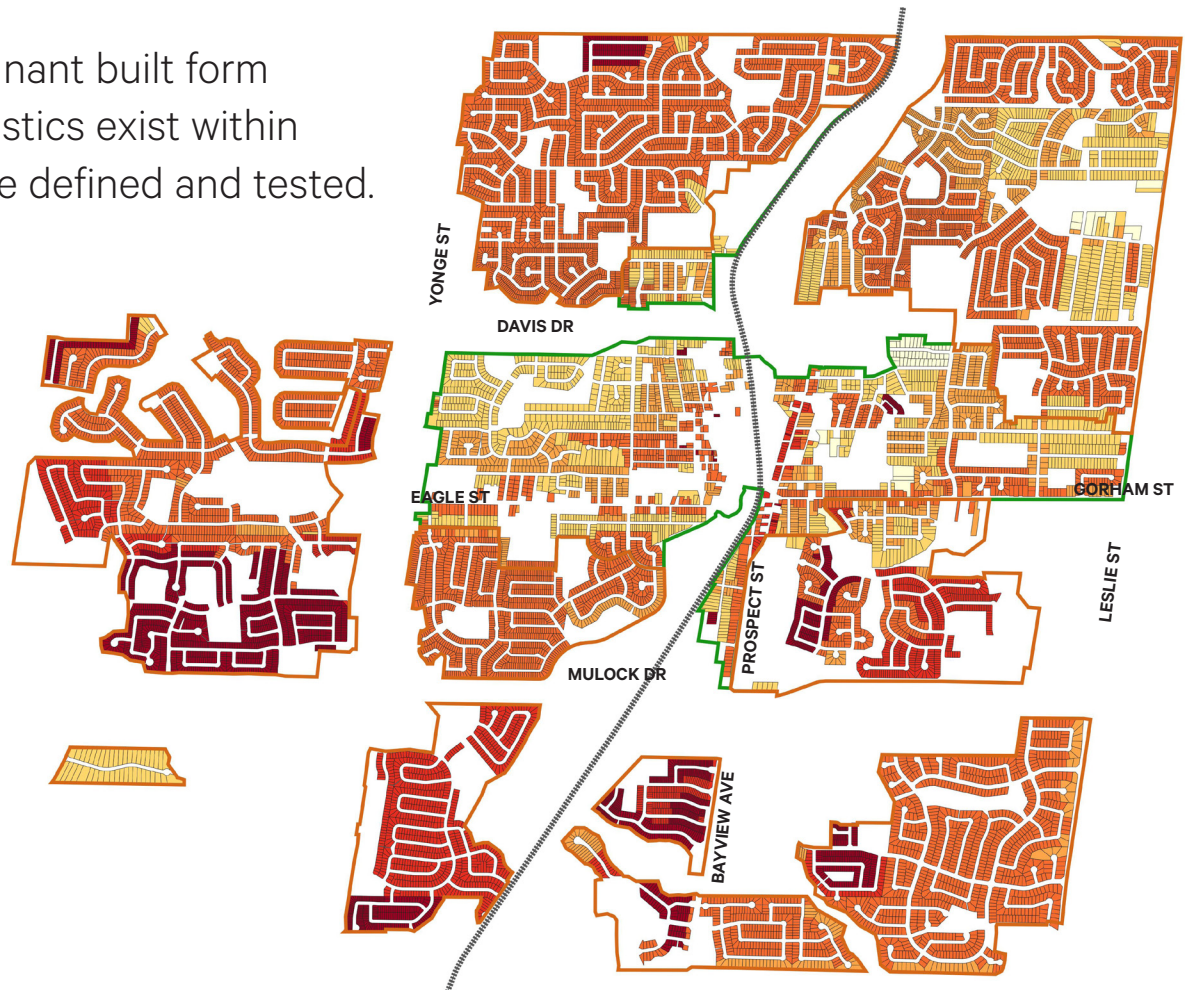 nant built form
stics exist within
e defined and tested.
YONGE ST
DAVIS DR
EAGLE ST
GORHAM ST
PROSPECT ST
LESLIE ST
MULOCK DR
BAYVIEW AVE